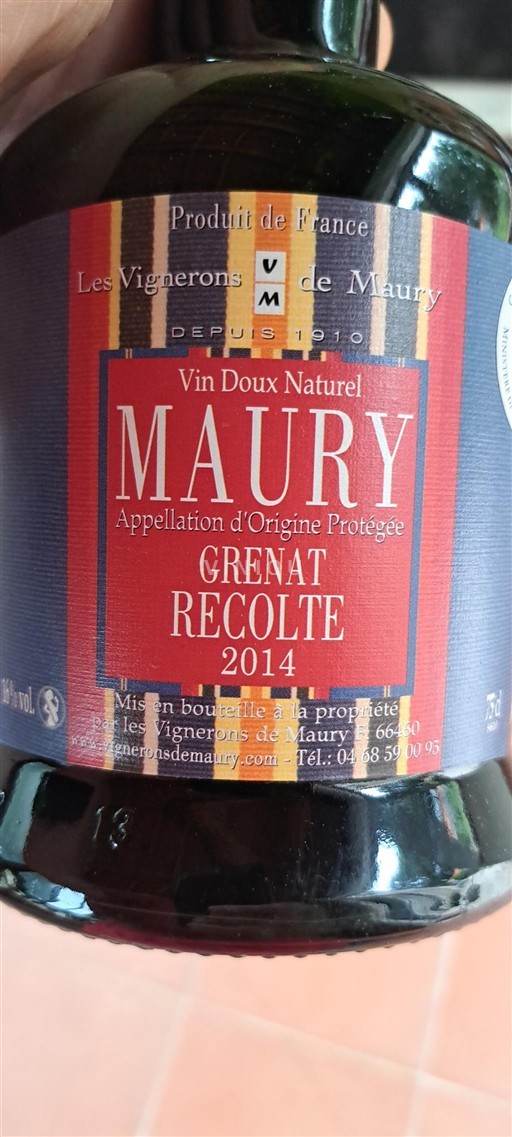 Produit de France
Les Vignerons VM de Maury
DEPUIS 1910
Vin Doux Naturel
MAURY
Appellation d'Origine Protégée
GRENAT
RECOLTE
2014
16% vol.
75cl
Mis en bouteille à la propriété
par les Vignerons de Maury F. 66460
www.vigneronsdemaury.com - Tél.: 04 68 59 00 95
13